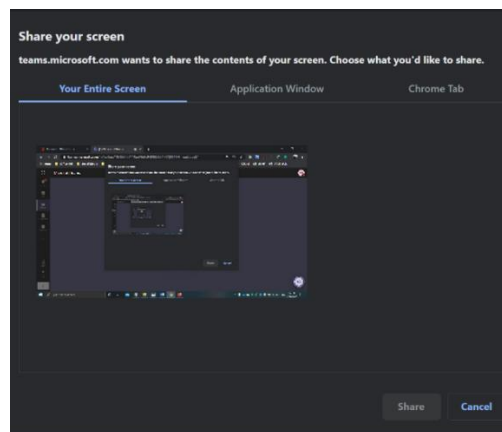 Share your screen
teams.microsoft.com wants to share the contents of your screen. Choose what you'd like to share.
Your Entire Screen
Application Window
Chrome Tab
Share
Cancel